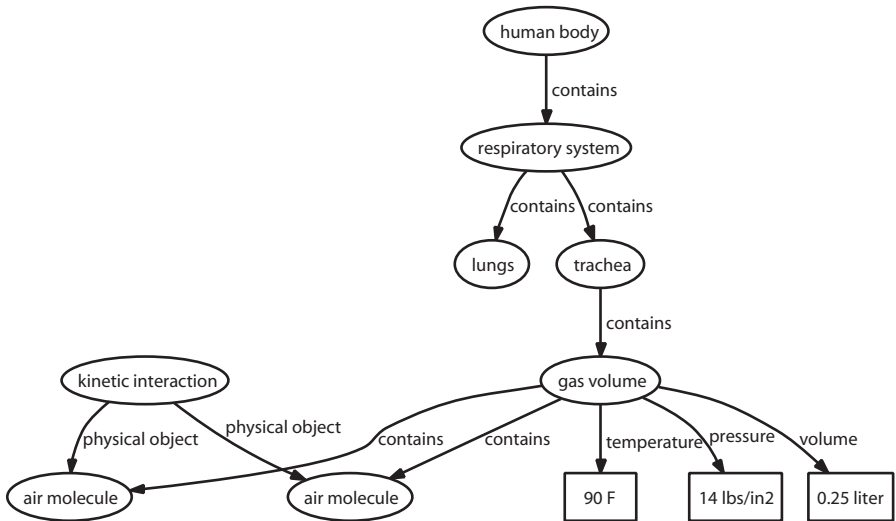 human body
contains
respiratory system
contains
contains
lungs
trachea
contains
kinetic interaction
gas volume
physical object
physical object
contains
contains
temperature
pressure
volume
air molecule
air molecule
90 F
14 lbs/in2
0.25 liter